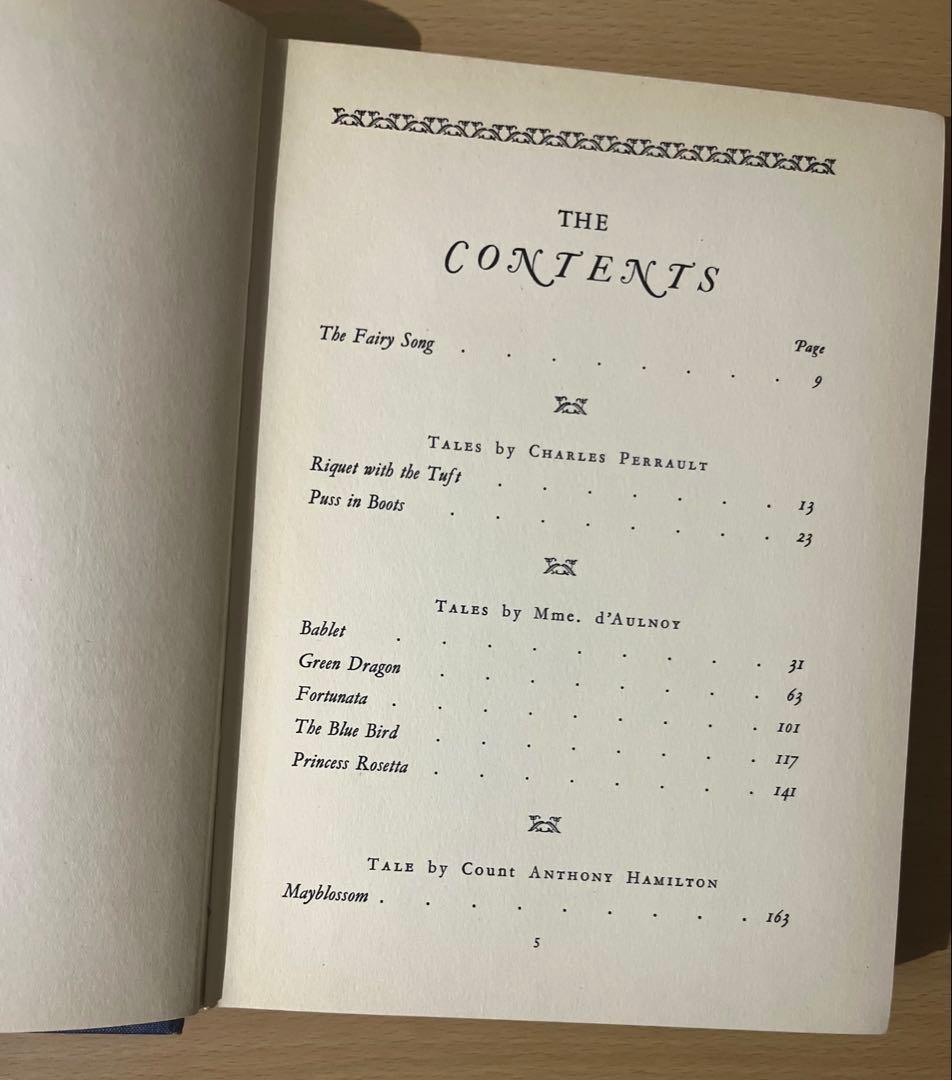 THE
CONTENTS
Page
The Fairy Song . . . . . . . . 9
TALES by CHARLES PERRAULT
Riquet with the Tuft . . . . . . . 13
Puss in Boots . . . . . . . . 23
TALES by Mme. d'AULNOY
Bablet . . . . . . . . . 31
Green Dragon . . . . . . . . 63
Fortunata . . . . . . . . . 101
The Blue Bird . . . . . . . . 117
Princess Rosetta . . . . . . . . 141
TALE by Count ANTHONY HAMILTON
Mayblossom . . . . . . . . . 163
5